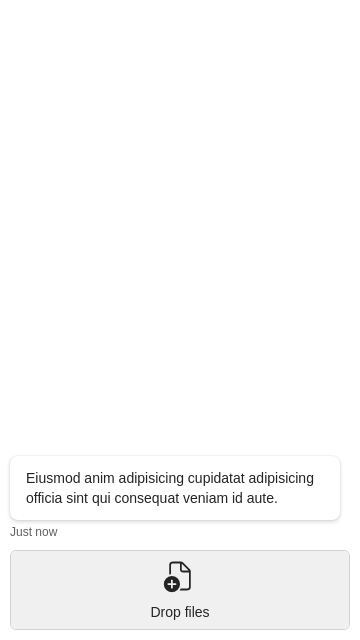 Eiusmod anim adipisicing cupidatat adipisicing
officia sint qui consequat veniam id aute.
Just now
Drop files